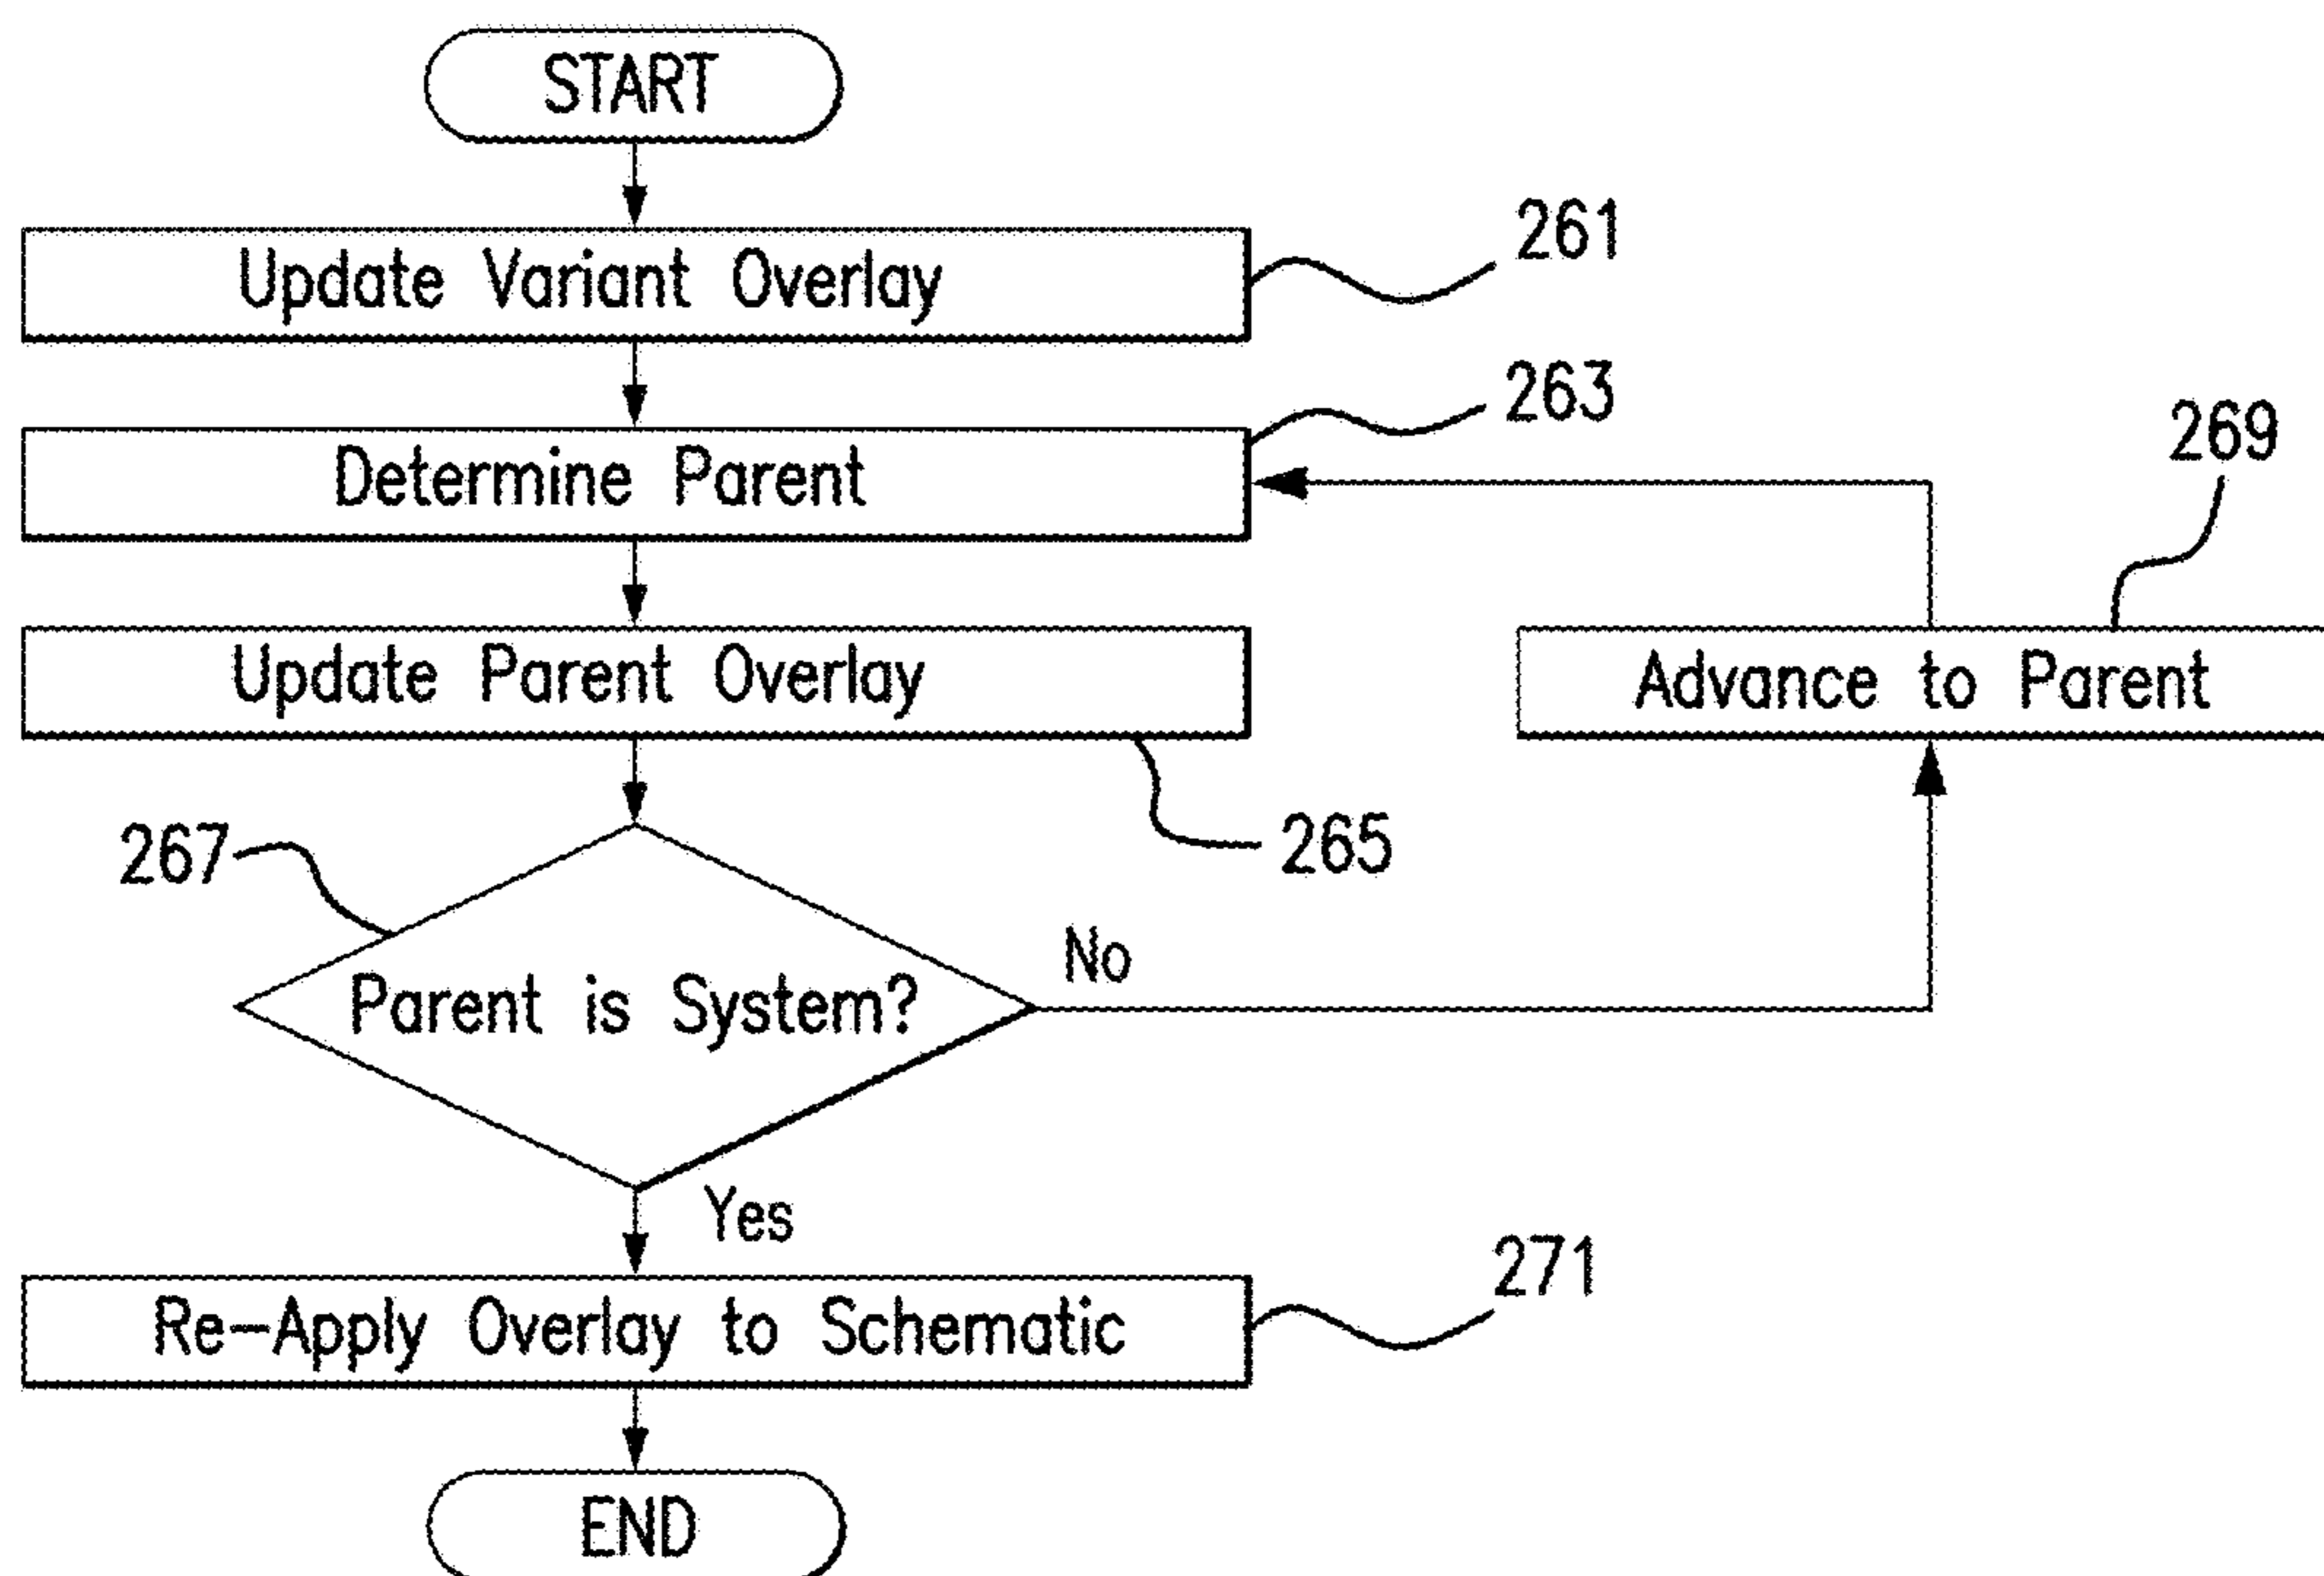 START
Update Variant Overlay
261
Determine Parent
263
269
Update Parent Overlay
Advance to Parent
265
267
Parent is System?
No
Yes
Re-Apply Overlay to Schematic
271
END